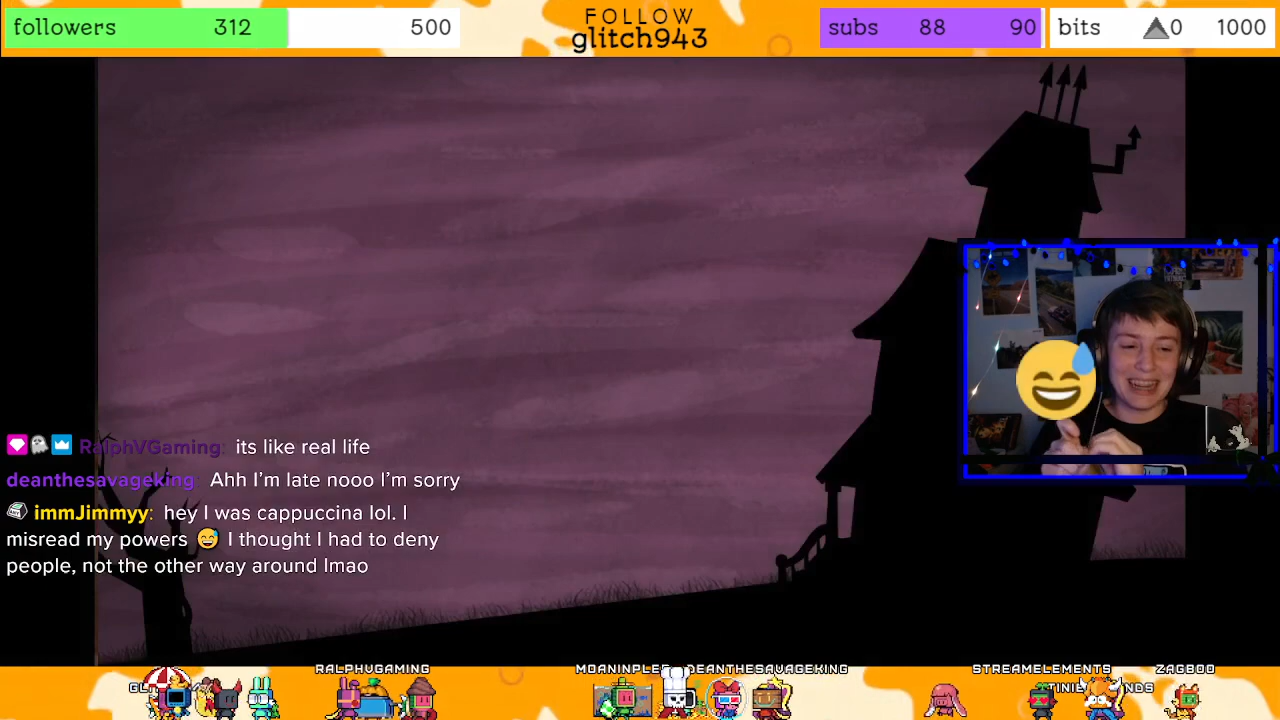 followers 312 500
FOLLOW
glitch943
subs 88 90
bits 0 1000
RalphVGaming: its like real life
deanthesavageking: Ahh I'm late nooo I'm sorry
immJimmyy: hey I was cappuccina lol. I
misread my powers 😅 I thought I had to deny
people, not the other way around lmao
RALPHVGAMING
DEANTHESAVAGEKING
STREAMELEMENTS
ZAGBOO